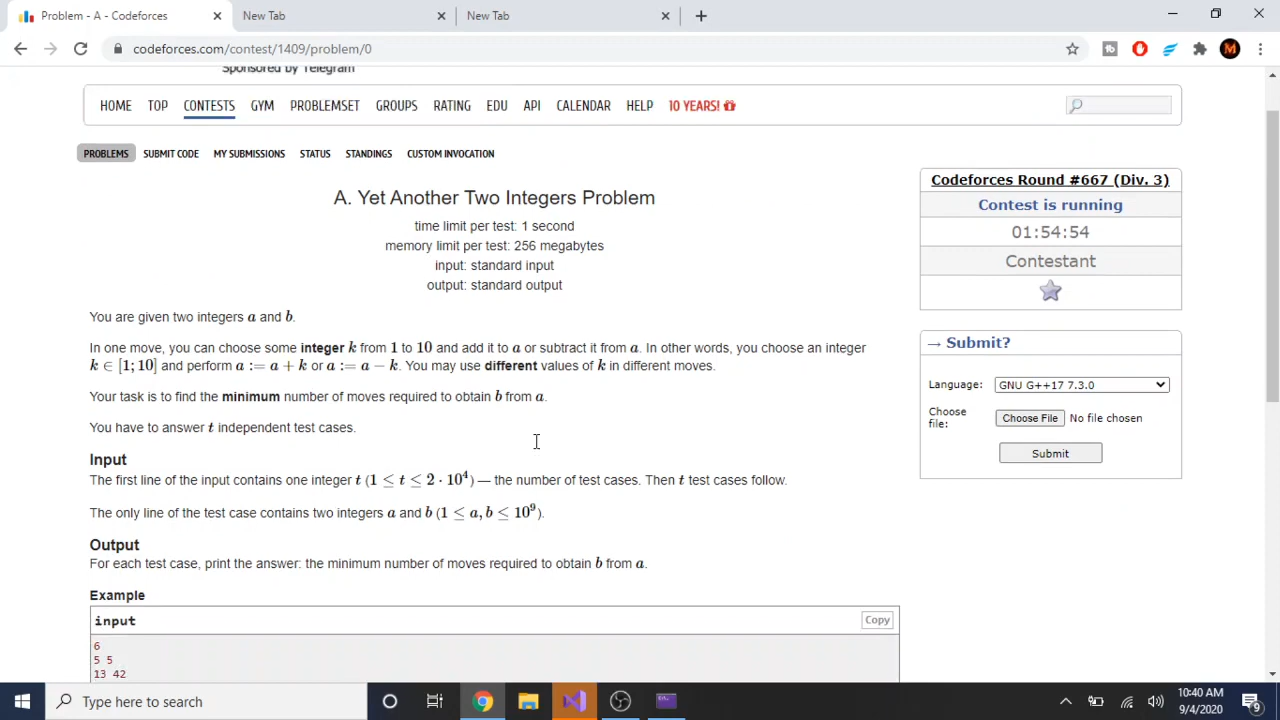 Problem - A - Codeforces
New Tab
New Tab
codeforces.com/contest/1409/problem/0
M
Sponsored by Telegram
HOME TOP CONTESTS GYM PROBLEMSET GROUPS RATING EDU API CALENDAR HELP 10 YEARS!
PROBLEMS SUBMIT CODE MY SUBMISSIONS STATUS STANDINGS CUSTOM INVOCATION
A. Yet Another Two Integers Problem
time limit per test: 1 second
memory limit per test: 256 megabytes
input: standard input
output: standard output
You are given two integers a and b.
In one move, you can choose some integer k from 1 to 10 and add it to a or subtract it from a. In other words, you choose an integer
k ∈ [1; 10] and perform a := a + k or a := a − k. You may use different values of k in different moves.
Your task is to find the minimum number of moves required to obtain b from a.
You have to answer t independent test cases.
Input
The first line of the input contains one integer t (1 ≤ t ≤ 2 · 10⁴) — the number of test cases. Then t test cases follow.
The only line of the test case contains two integers a and b (1 ≤ a, b ≤ 10⁹).
Output
For each test case, print the answer: the minimum number of moves required to obtain b from a.
Example
input
Copy
6
5 5
13 42
Codeforces Round #667 (Div. 3)
Contest is running
01:54:54
Contestant
→ Submit?
Language: GNU G++17 7.3.0
Choose
file: Choose File No file chosen
Submit
Type here to search
10:40 AM
9/4/2020
9